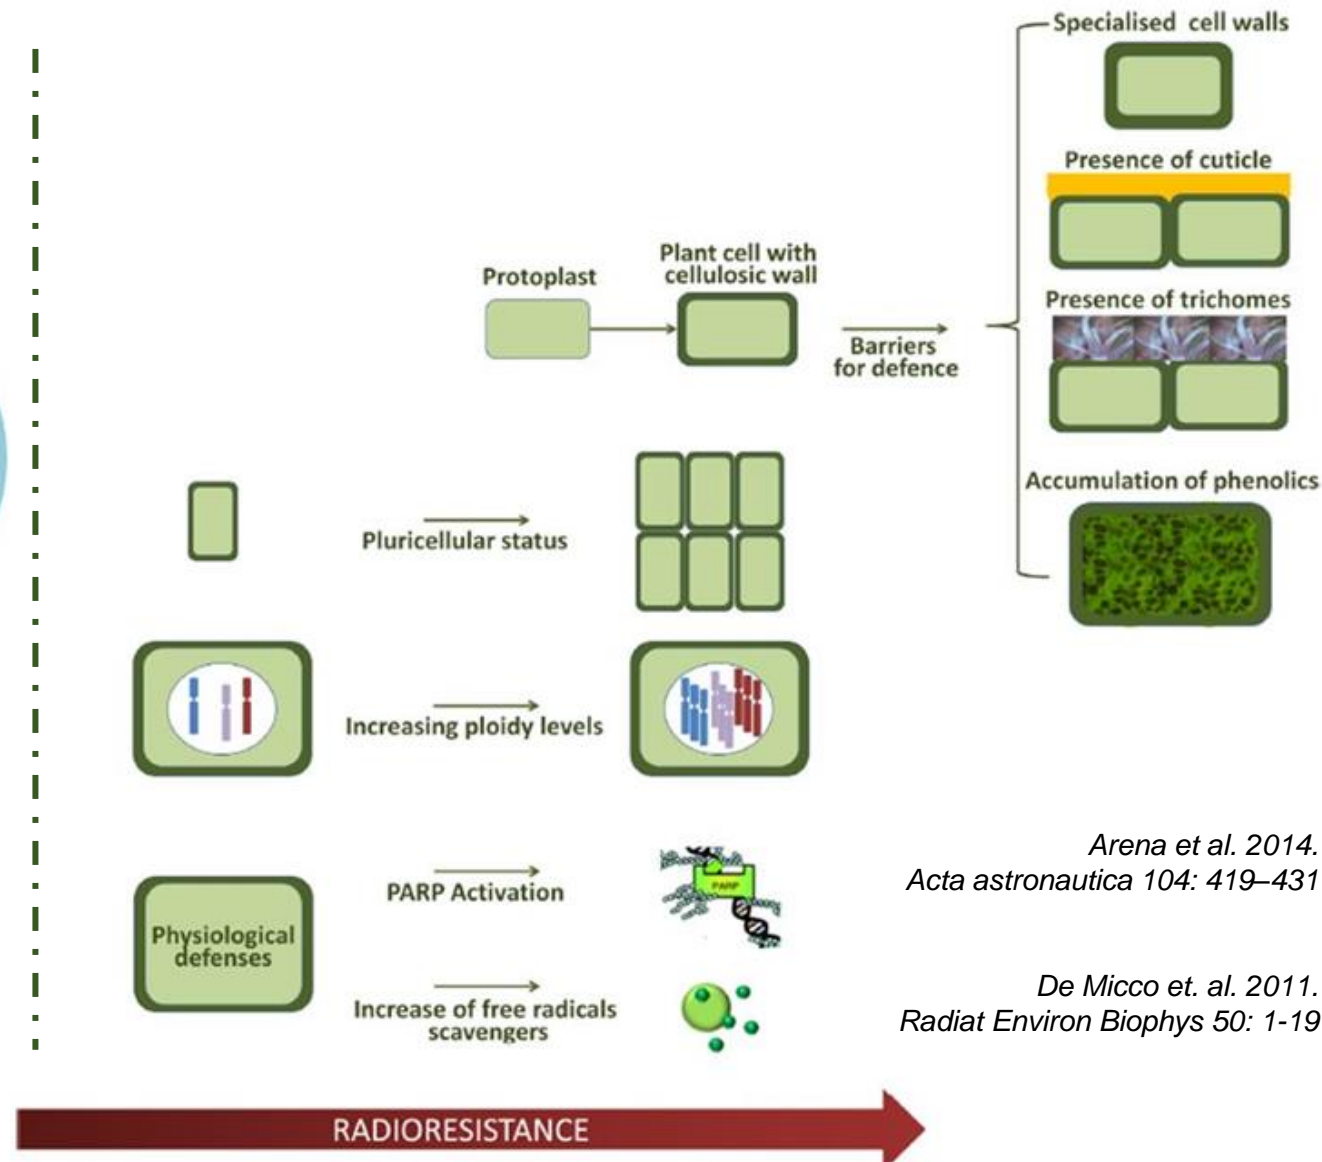 Specialised cell walls
Presence of cuticle
Protoplast
Plant cell with
cellulosic wall
Presence of trichomes
Barriers
for defence
Accumulation of phenolics
Pluricellular status
Increasing ploidy levels
PARP Activation
PARP
Physiological
defenses
Increase of free radicals
scavengers
Arena et al. 2014.
Acta astronautica 104: 419–431
De Micco et. al. 2011.
Radiat Environ Biophys 50: 1-19
RADIORESISTANCE